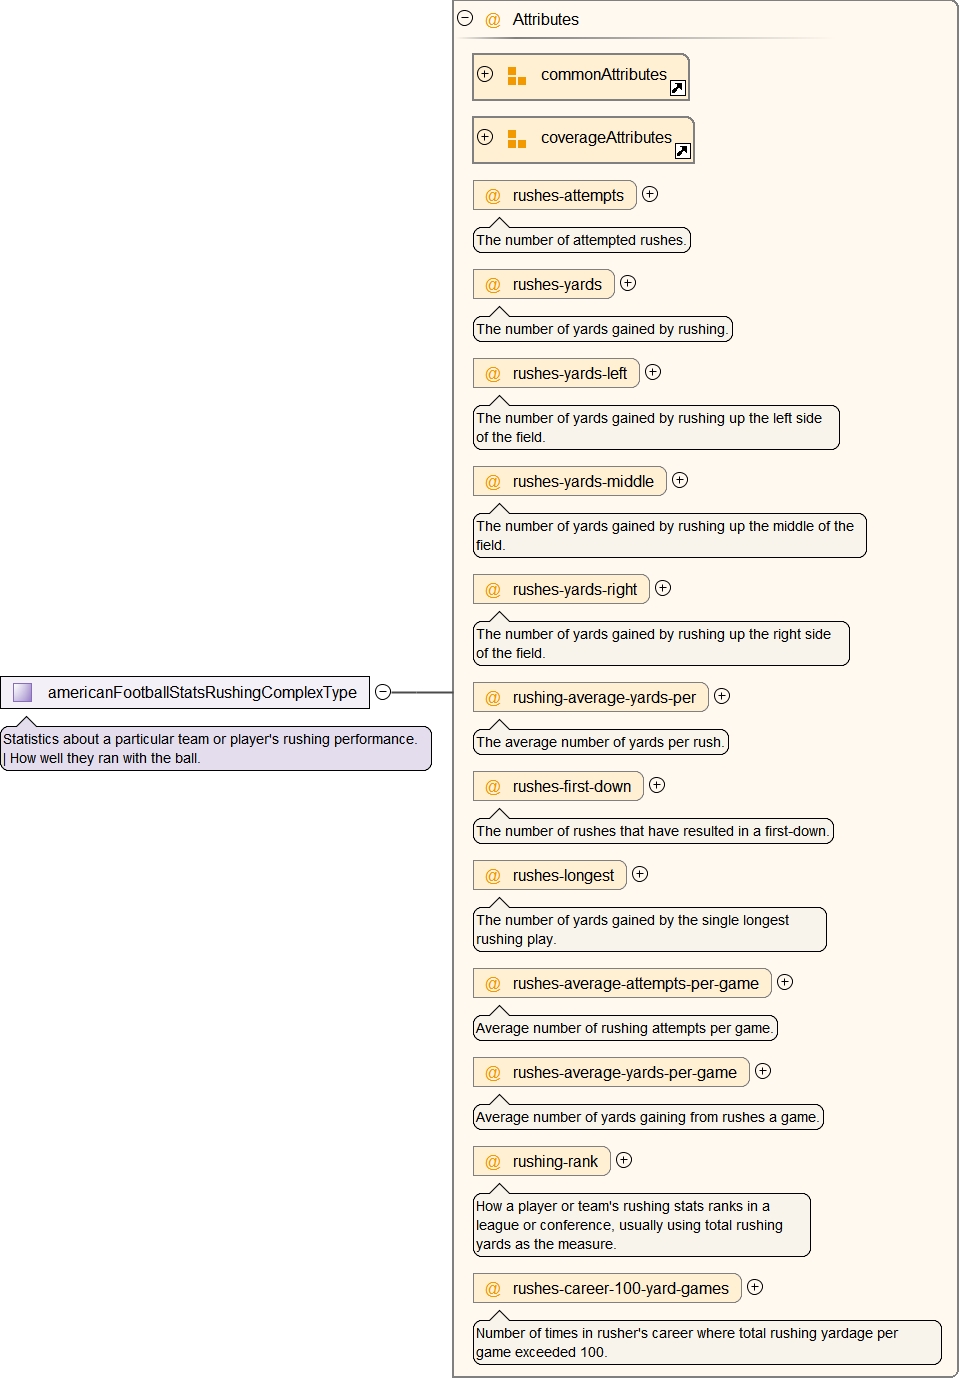 @ Attributes
commonAttributes
coverageAttributes
@ rushes-attempts
The number of attempted rushes.
@ rushes-yards
The number of yards gained by rushing.
@ rushes-yards-left
The number of yards gained by rushing up the left side
of the field.
@ rushes-yards-middle
The number of yards gained by rushing up the middle of the
field.
@ rushes-yards-right
The number of yards gained by rushing up the right side
of the field.
americanFootballStatsRushingComplexType
Statistics about a particular team or player's rushing performance.
| How well they ran with the ball.
@ rushing-average-yards-per
The average number of yards per rush.
@ rushes-first-down
The number of rushes that have resulted in a first-down.
@ rushes-longest
The number of yards gained by the single longest
rushing play.
@ rushes-average-attempts-per-game
Average number of rushing attempts per game.
@ rushes-average-yards-per-game
Average number of yards gaining from rushes a game.
@ rushing-rank
How a player or team's rushing stats ranks in a
league or conference, usually using total rushing
yards as the measure.
@ rushes-career-100-yard-games
Number of times in rusher's career where total rushing yardage per
game exceeded 100.